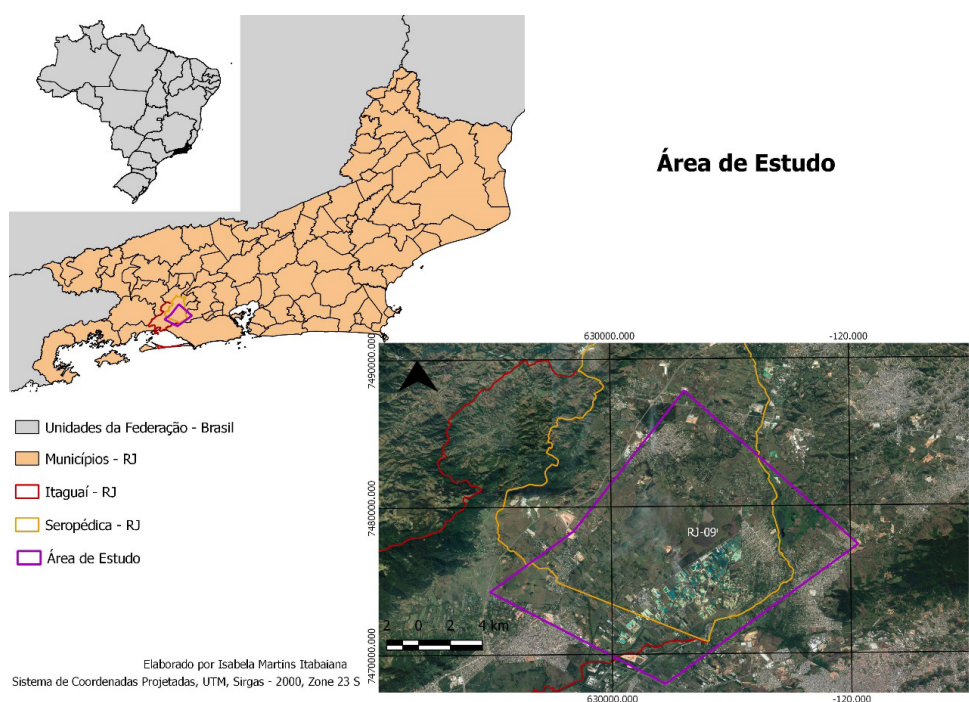 Área de Estudo
630000.000
-120.000
7490000.000
7480000.000
7470000.000
RJ-09'
2 0 2 4 km
630000.000
-120.000
Unidades da Federação - Brasil
Municípios - RJ
Itaguaí - RJ
Seropédica - RJ
Área de Estudo
Elaborado por Isabela Martins Itabaiana
Sistema de Coordenadas Projetadas, UTM, Sirgas - 2000, Zone 23 S